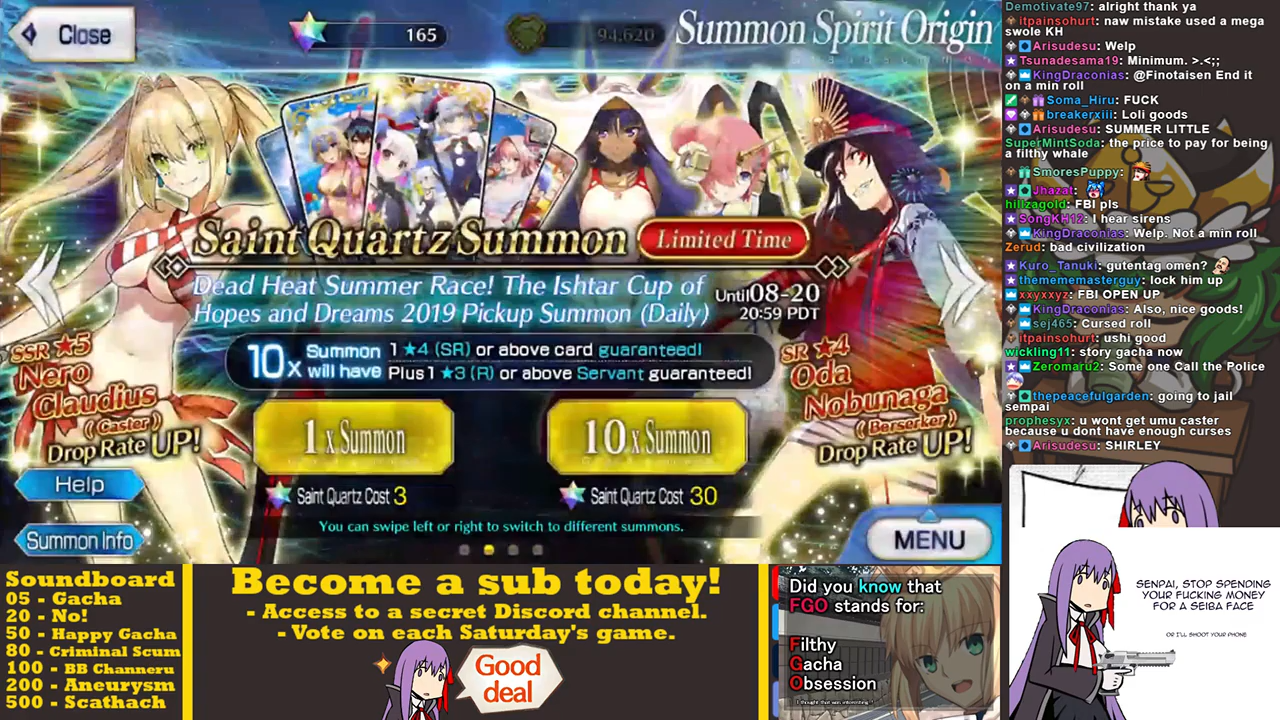 Close
165
94,620
Summon Spirit Origin
Saint Quartz Summon
Limited Time
Dead Heat Summer Race! The Ishtar Cup of
Hopes and Dreams 2019 Pickup Summon (Daily)
Until 08-20
20:59 PDT
10x Summon will have
1 ★4 (SR) or above card guaranteed!
Plus 1 ★3 (R) or above Servant guaranteed!
SSR ★5
Nero
Claudius
(Caster)
Drop Rate UP!
SR ★4
Oda
Nobunaga
(Berserker)
Drop Rate UP!
1x Summon
10x Summon
Saint Quartz Cost 3
Saint Quartz Cost 30
You can swipe left or right to switch to different summons.
Help
Summon Info
MENU
Demotivate97: alright thank ya
itpainsohurt: naw mistake used a mega
swole KH
Arisudesu: Welp
Tsunadesama19: Minimum. >.<;;
KingDraconias: @Finotaisen End it
on a min roll
Soma_Hiru: FUCK
breakerxiii: Loli goods
Arisudesu: SUMMER LITTLE
SuperMintSoda: the price to pay for being
a filthy whale
SmoresPuppy:
Jhazat:
hillzagold: FBI pls
SongKH12: I hear sirens
KingDraconias: Welp. Not a min roll
Zerud: bad civilization
Kuro_Tanuki: gutentag omen?
thememematerguy: lock him up
xxyxxyz: FBI OPEN UP
KingDraconias: Also, nice goods!
sej465: Cursed roll
itpainsohurt: ushi good
wickling11: story gacha now
Zeromaru2: Some one Call the Police
thepeacefulgarden: going to jail
sempai
prophesyx: u wont get umu caster
because u dont have enough curses
Arisudesu: SHIRLEY
SENPAI, STOP SPENDING
YOUR FUCKING MONEY
FOR A SEIBA FACE
OR I'LL SHOOT YOUR PHONE
Soundboard
05 - Gacha
20 - No!
50 - Happy Gacha
80 - Criminal Scum
100 - BB Channeru
200 - Aneurysm
500 - Scathach
Become a sub today!
- Access to a secret Discord channel.
- Vote on each Saturday's game.
Good
deal
Did you know that
FGO stands for:
Filthy
Gacha
Obsession
I thought that was interesting